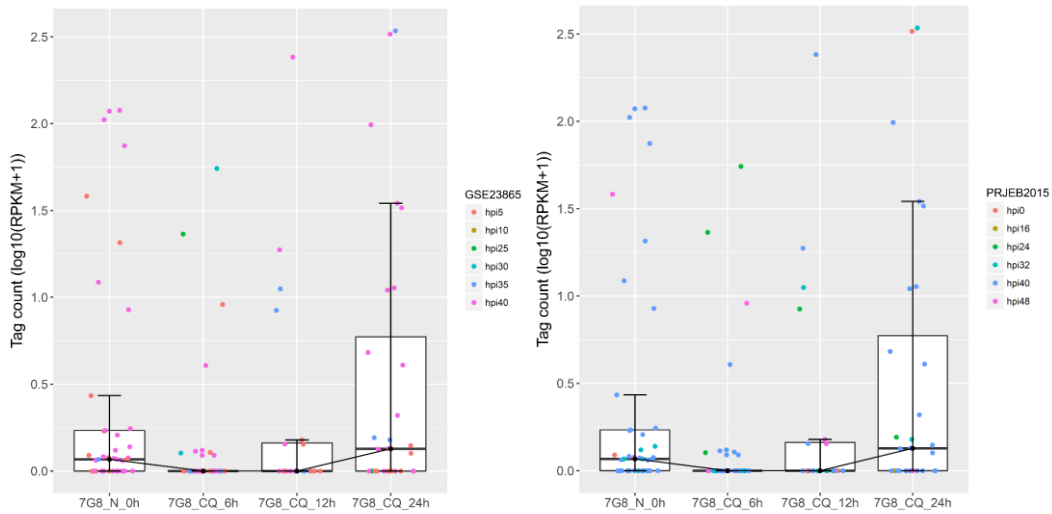 2.5
2.0
1.5
1.0
0.5
0.0
Tag count (log10(RPKM+1))
7G8_N_0h
7G8_CQ_6h
7G8_CQ_12h
7G8_CQ_24h
GSE23865
hpi5
hpi10
hpi25
hpi30
hpi35
hpi40
2.5
2.0
1.5
1.0
0.5
0.0
Tag count (log10(RPKM+1))
7G8_N_0h
7G8_CQ_6h
7G8_CQ_12h
7G8_CQ_24h
PRJEB2015
hpi0
hpi16
hpi24
hpi32
hpi40
hpi48